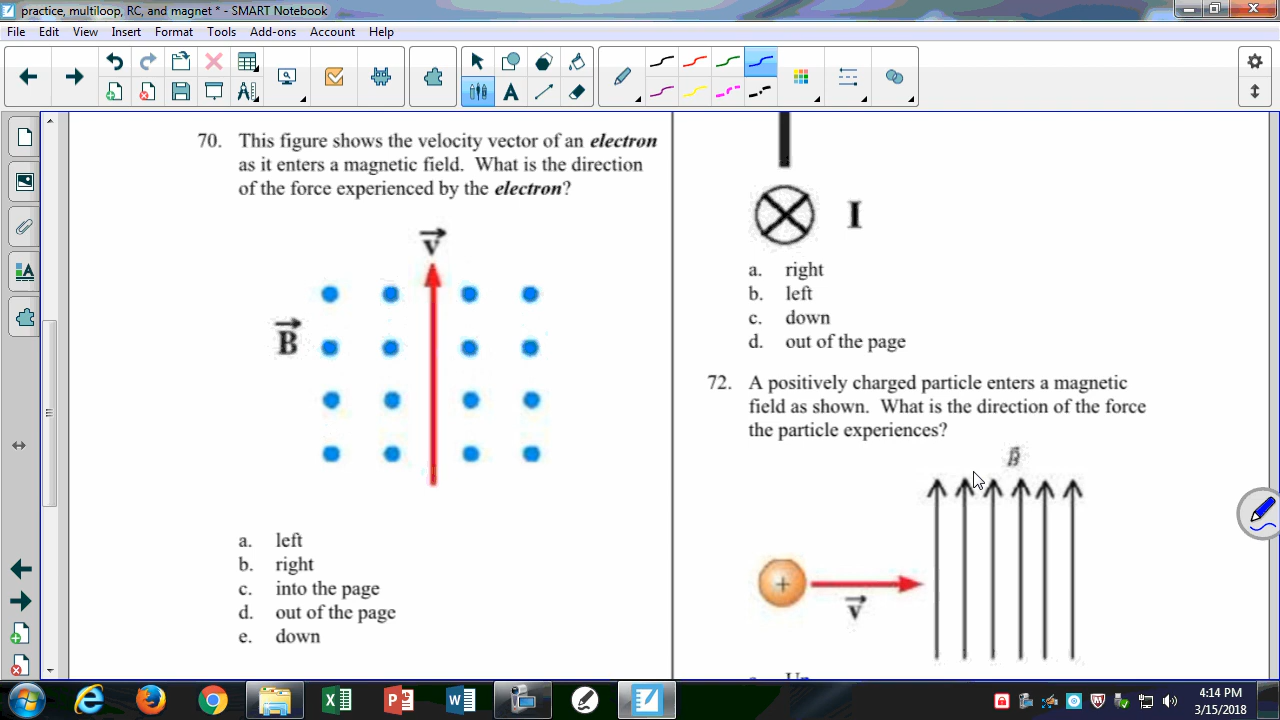 practice, multiloop, RC, and magnet * - SMART Notebook
File Edit View Insert Format Tools Add-ons Account Help
70. This figure shows the velocity vector of an electron
as it enters a magnetic field. What is the direction
of the force experienced by the electron?
v
B
a. left
b. right
c. into the page
d. out of the page
e. down
I
a. right
b. left
c. down
d. out of the page
72. A positively charged particle enters a magnetic
field as shown. What is the direction of the force
the particle experiences?
B
+
v
4:14 PM
3/15/2018